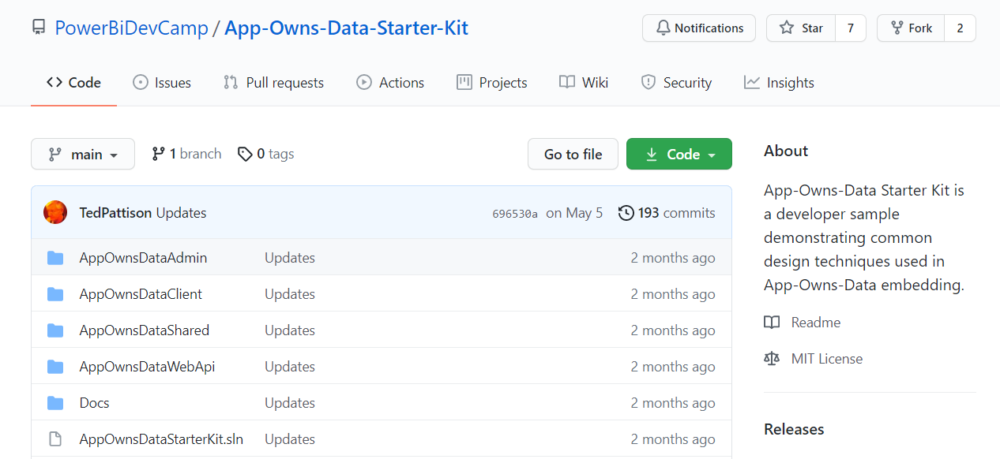 PowerBiDevCamp / App-Owns-Data-Starter-Kit
Notifications
Star 7
Fork 2
Code
Issues
Pull requests
Actions
Projects
Wiki
Security
Insights
main
1 branch
0 tags
Go to file
Code
TedPattison Updates 696530a on May 5 193 commits
AppOwnsDataAdmin Updates 2 months ago
AppOwnsDataClient Updates 2 months ago
AppOwnsDataShared Updates 2 months ago
AppOwnsDataWebApi Updates 2 months ago
Docs Updates 2 months ago
AppOwnsDataStarterKit.sln Updates 2 months ago
About
App-Owns-Data Starter Kit is
a developer sample
demonstrating common
design techniques used in
App-Owns-Data embedding.
Readme
MIT License
Releases